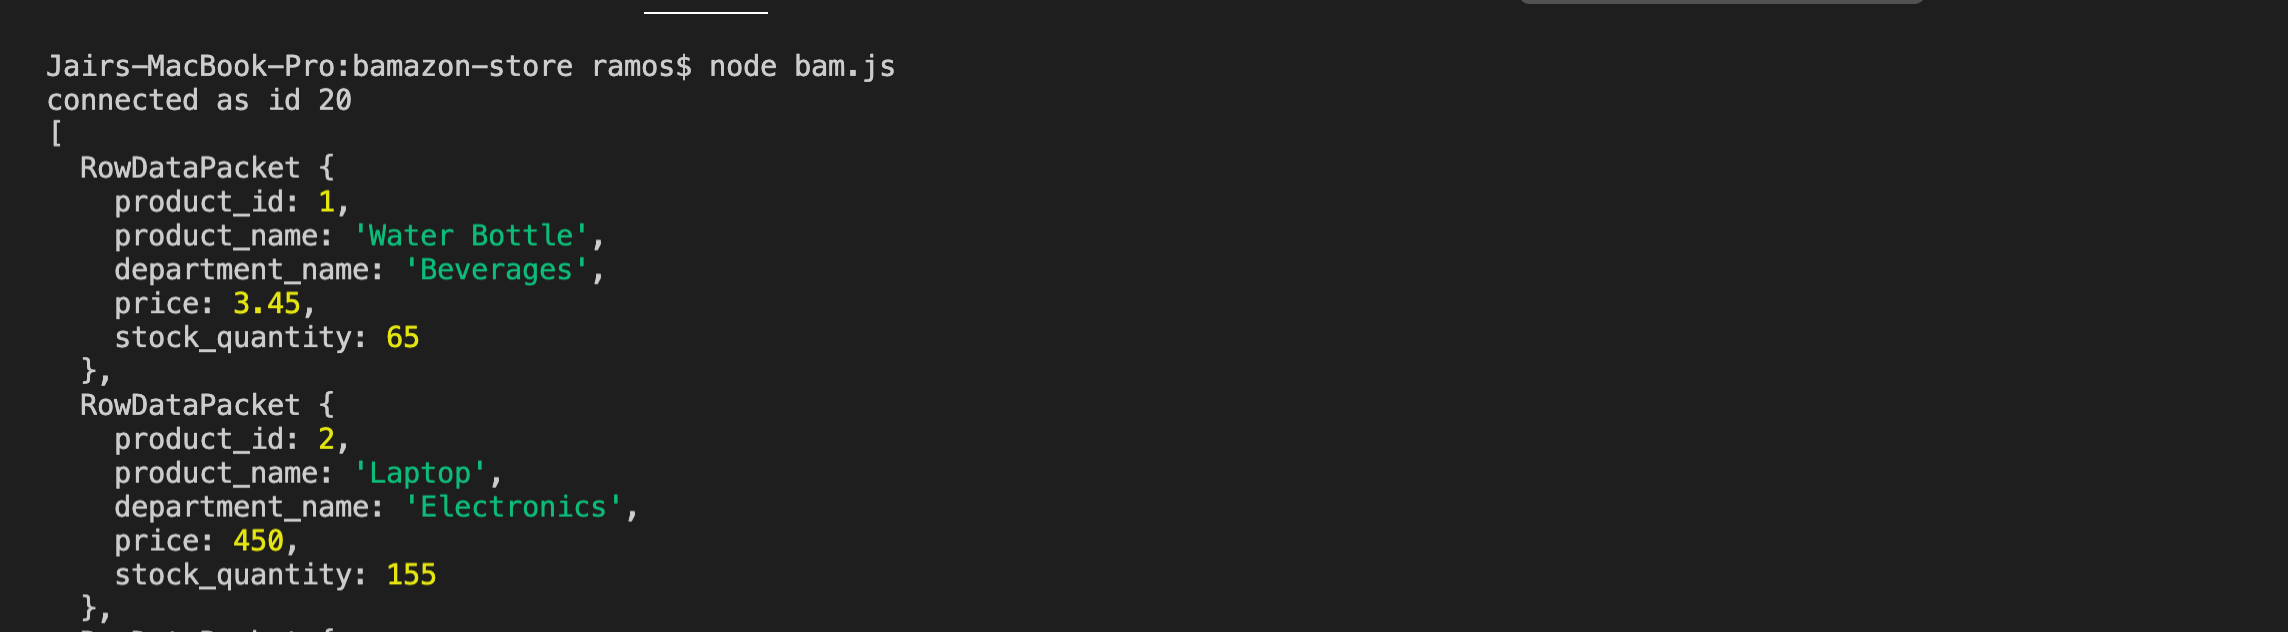 Jairs-MacBook-Pro:bamazon-store ramos$ node bam.js
connected as id 20
[
  RowDataPacket {
    product_id: 1,
    product_name: 'Water Bottle',
    department_name: 'Beverages',
    price: 3.45,
    stock_quantity: 65
  },
  RowDataPacket {
    product_id: 2,
    product_name: 'Laptop',
    department_name: 'Electronics',
    price: 450,
    stock_quantity: 155
  },